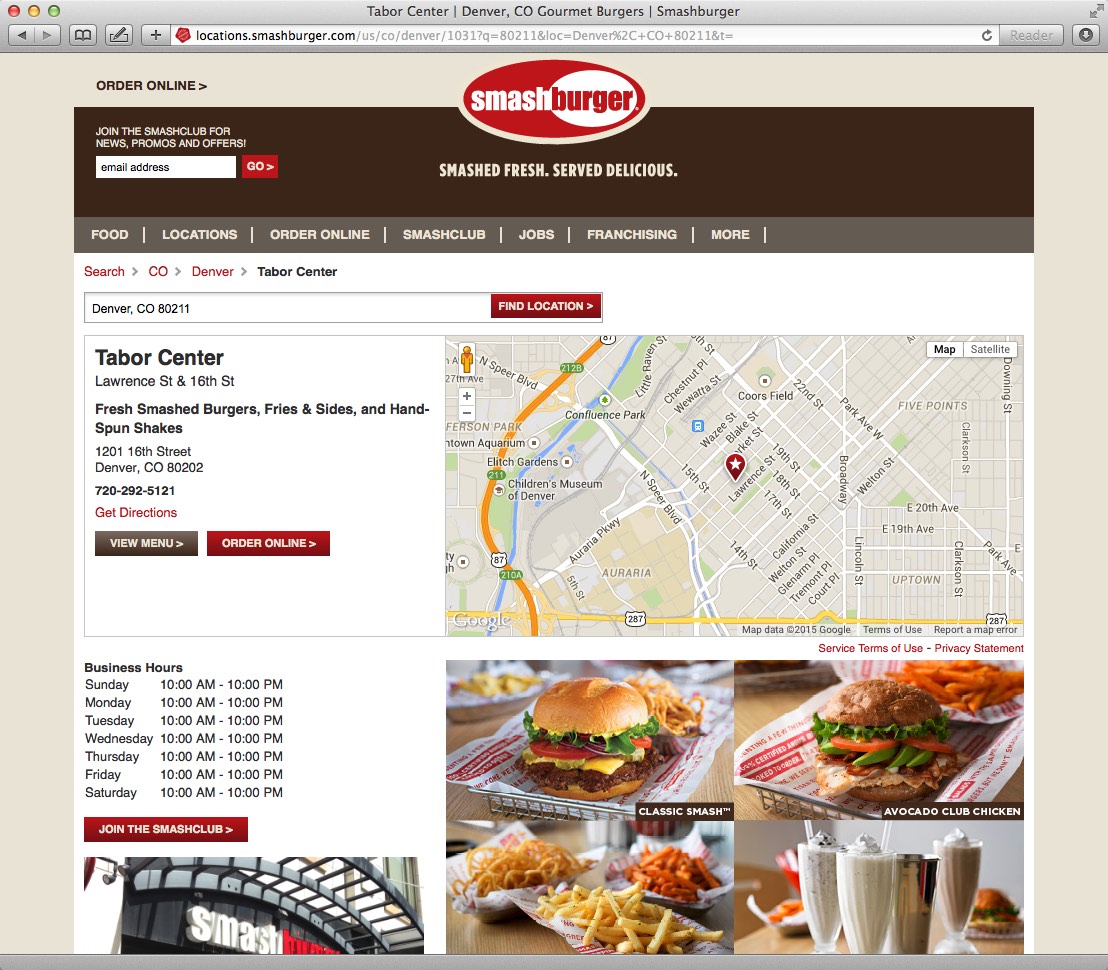 Tabor Center | Denver, CO Gourmet Burgers | Smashburger
locations.smashburger.com/us/co/denver/1031?q=80211&loc=Denver%2C+CO+80211&t=
Reader
ORDER ONLINE >
smashburger
JOIN THE SMASHCLUB FOR
NEWS, PROMOS AND OFFERS!
email address
GO >
SMASHED FRESH. SERVED DELICIOUS.
FOOD
LOCATIONS
ORDER ONLINE
SMASHCLUB
JOBS
FRANCHISING
MORE
Search > CO > Denver > Tabor Center
Denver, CO 80211
FIND LOCATION >
Tabor Center
Lawrence St & 16th St
Fresh Smashed Burgers, Fries & Sides, and Hand-
Spun Shakes
1201 16th Street
Denver, CO 80202
720-292-5121
Get Directions
VIEW MENU >
ORDER ONLINE >
Map
Satellite
87
212B
N Speer Blvd
27th Ave
Little Raven St
Chestnut Pl
Wewatta St
Coors Field
22nd St
Park Ave W
Downing St
FIVE POINTS
Confluence Park
Wazee St
Blake St
Market St
FERSON PARK
ntown Aquarium
Elitch Gardens
211
Children's Museum
of Denver
15th St
Lawrence St
19th St
18th St
17th St
Broadway
Welton St
Clarkson St
N Speer Blvd
E 20th Ave
E 19th Ave
Auraria Pkwy
California St
Welton St
Glenarm Pl
Tremont Pl
Court Pl
14th St
Lincoln St
Clarkson St
Park Ave
87
210A
5th St
AURARIA
UPTOWN
Google
287
287
Map data ©2015 Google
Terms of Use
Report a map error
Service Terms of Use - Privacy Statement
Business Hours
Sunday 10:00 AM - 10:00 PM
Monday 10:00 AM - 10:00 PM
Tuesday 10:00 AM - 10:00 PM
Wednesday 10:00 AM - 10:00 PM
Thursday 10:00 AM - 10:00 PM
Friday 10:00 AM - 10:00 PM
Saturday 10:00 AM - 10:00 PM
JOIN THE SMASHCLUB >
CLASSIC SMASH™
AVOCADO CLUB CHICKEN
smashburger